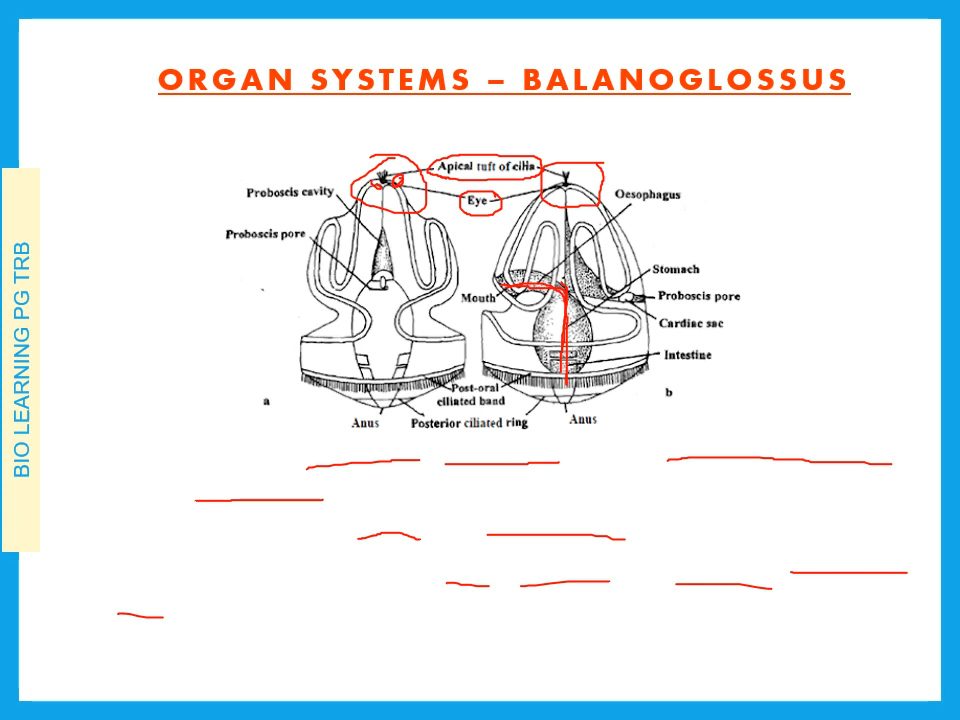 ORGAN SYSTEMS – BALANOGLOSSUS
BIO LEARNING PG TRB
Apical tuft of cilia
Proboscis cavity
Eye
Oesophagus
Proboscis pore
Stomach
Mouth
Proboscis pore
Cardiac sac
Intestine
Post-oral
ciliated band
a
b
Anus
Posterior ciliated ring
Anus